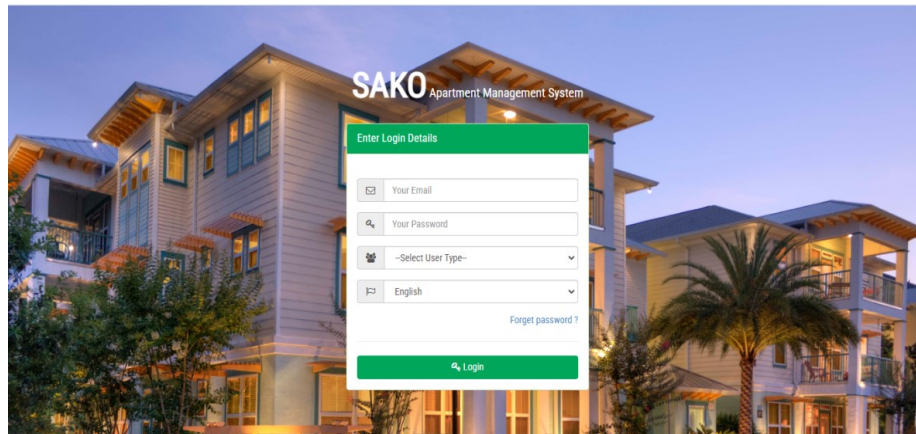 SAKO Apartment Management System
Enter Login Details
Your Email
Your Password
--Select User Type--
English
Forget password ?
Login